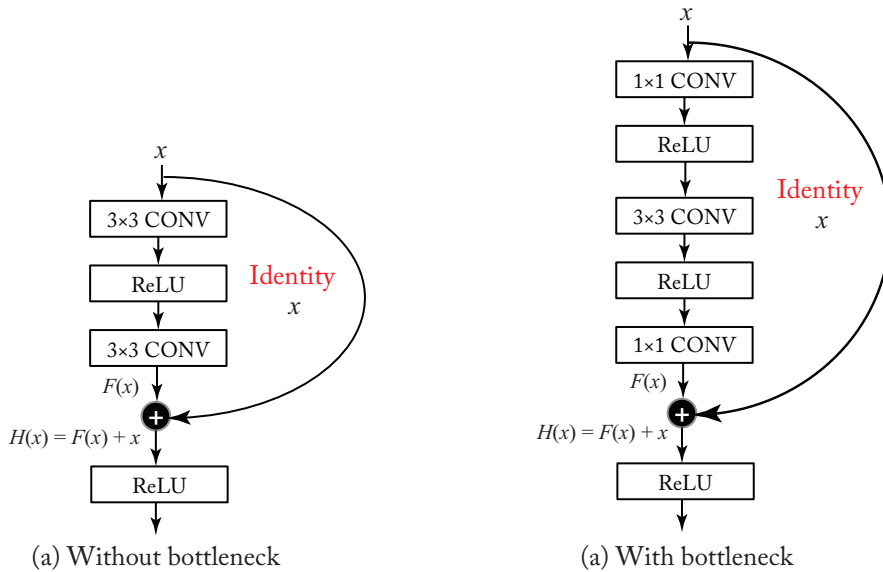 x
3×3 CONV
ReLU
Identity
x
3×3 CONV
F(x)
+
H(x) = F(x) + x
ReLU
(a) Without bottleneck
x
1×1 CONV
ReLU
Identity
x
3×3 CONV
ReLU
1×1 CONV
F(x)
+
H(x) = F(x) + x
ReLU
(a) With bottleneck